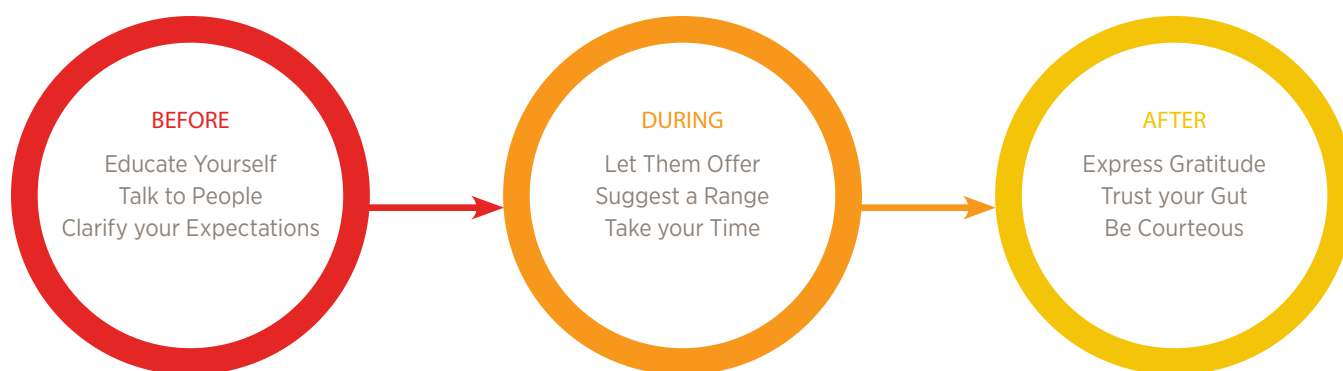 BEFORE
Educate Yourself
Talk to People
Clarify your Expectations
DURING
Let Them Offer
Suggest a Range
Take your Time
AFTER
Express Gratitude
Trust your Gut
Be Courteous